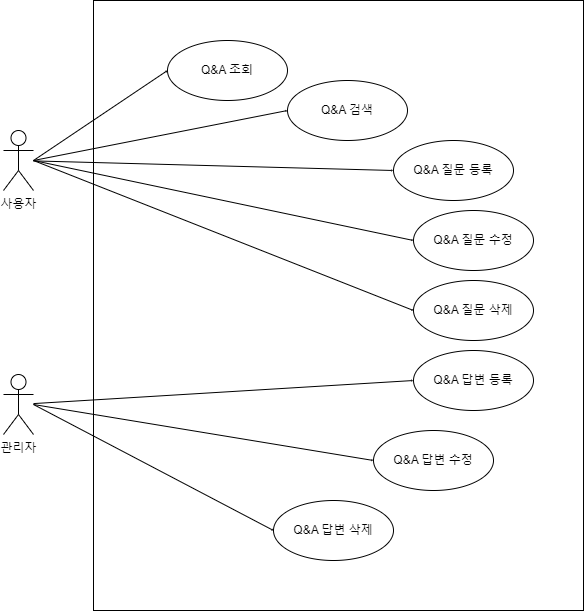 Q&A 조회
Q&A 검색
Q&A 질문 등록
사용자
Q&A 질문 수정
Q&A 질문 삭제
Q&A 답변 등록
관리자
Q&A 답변 수정
Q&A 답변 삭제